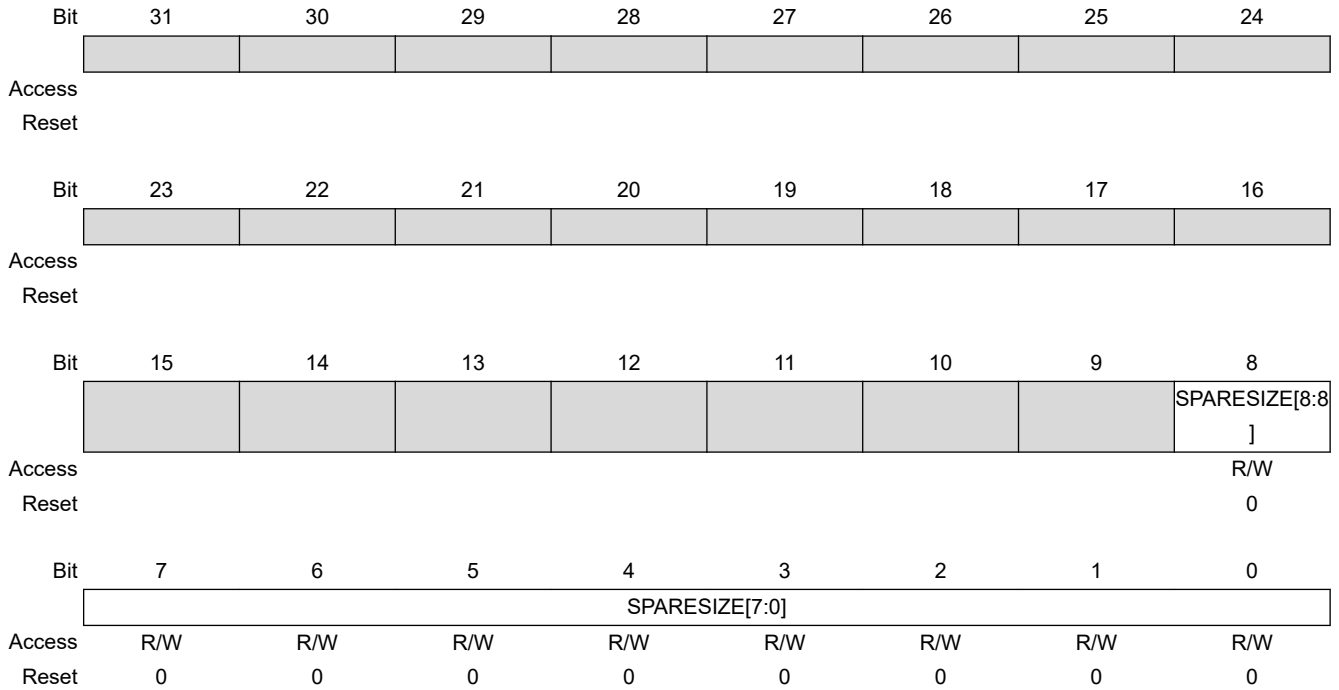 Bit 31 30 29 28 27 26 25 24
Access
Reset
Bit 23 22 21 20 19 18 17 16
Access
Reset
Bit 15 14 13 12 11 10 9 8
SPARESIZE[8:8
]
Access R/W
Reset 0
Bit 7 6 5 4 3 2 1 0
SPARESIZE[7:0]
Access R/W R/W R/W R/W R/W R/W R/W R/W
Reset 0 0 0 0 0 0 0 0